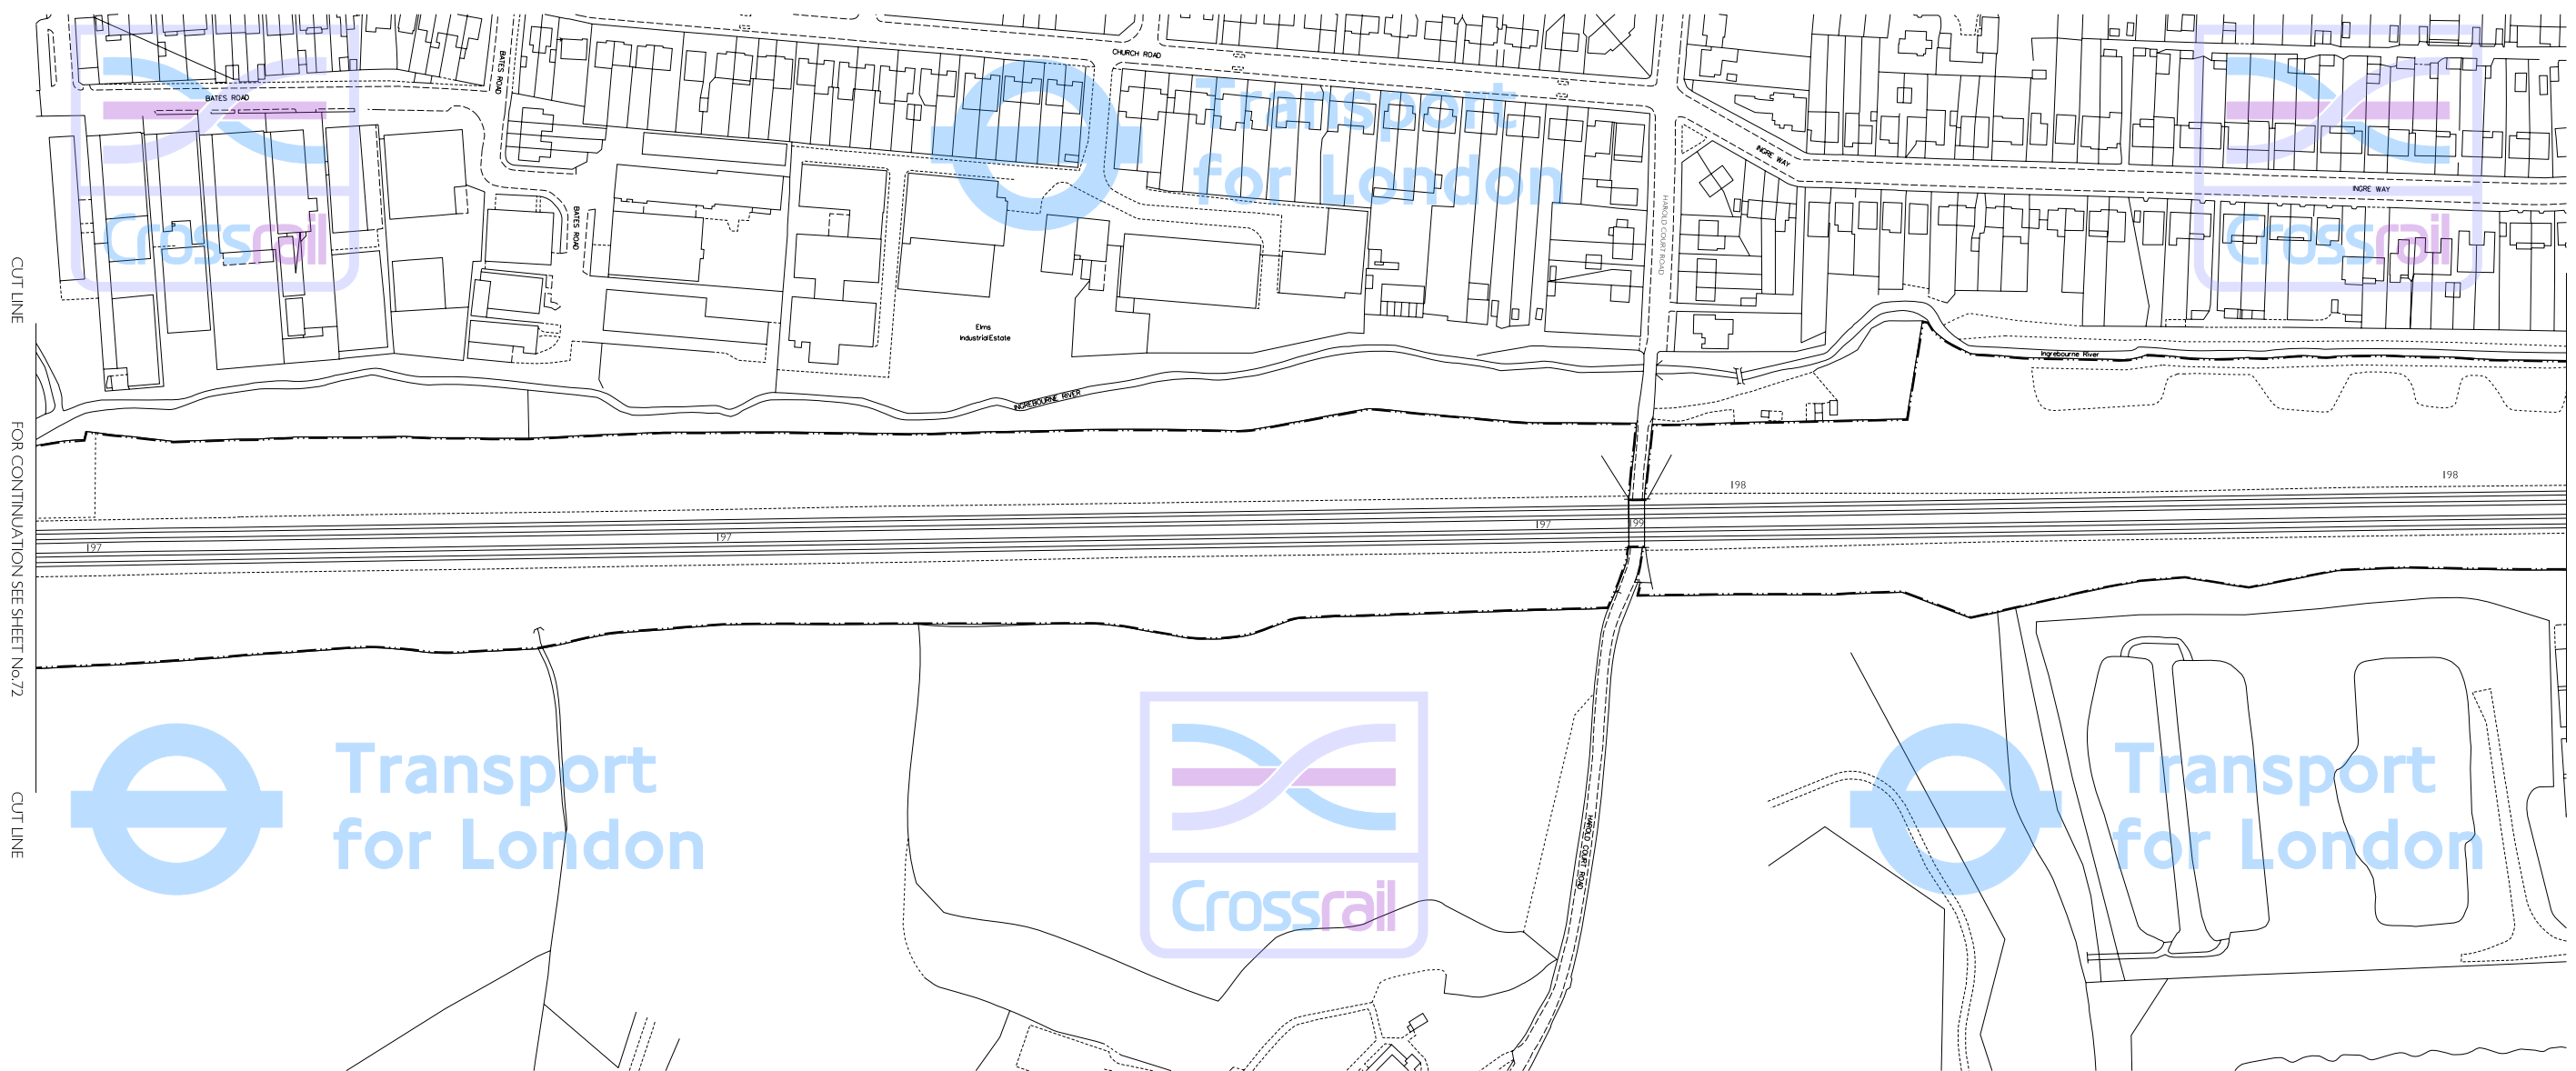 CHURCH ROAD
BATES ROAD
BATES ROAD
Transport
for London
INGRE WAY
INGRE WAY
HAROLD COURT ROAD
BATES ROAD
Crossrail
Crossrail
CUT LINE
Elms
Industrial Estate
Ingrebourne River
INGREBOURNE RIVER
FOR CONTINUATION SEE SHEET No.72
198
198
197
197
197
199
Transport
for London
Crossrail
HAROLD COURT ROAD
Transport
for London
CUT LINE